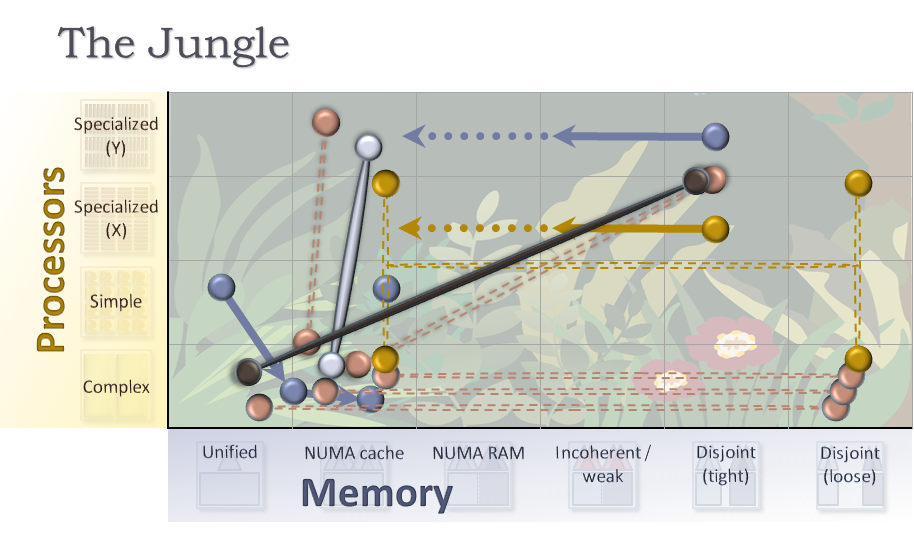 The Jungle
Specialized
(Y)
Specialized
(X)
Simple
Complex
Processors
Unified
NUMA cache
NUMA RAM
Incoherent /
weak
Disjoint
(tight)
Disjoint
(loose)
Memory